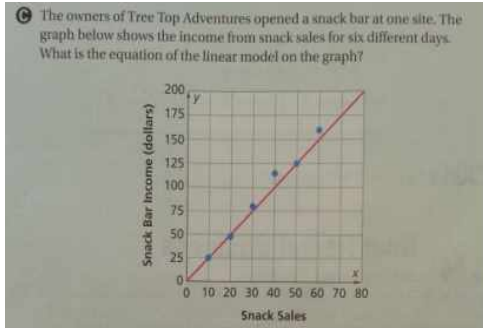 C The owners of Tree Top Adventures opened a snack bar at one site. The
graph below shows the income from snack sales for six different days.
What is the equation of the linear model on the graph?
Snack Bar Income (dollars)
y
200
175
150
125
100
75
50
25
0
x
0 10 20 30 40 50 60 70 80
Snack Sales